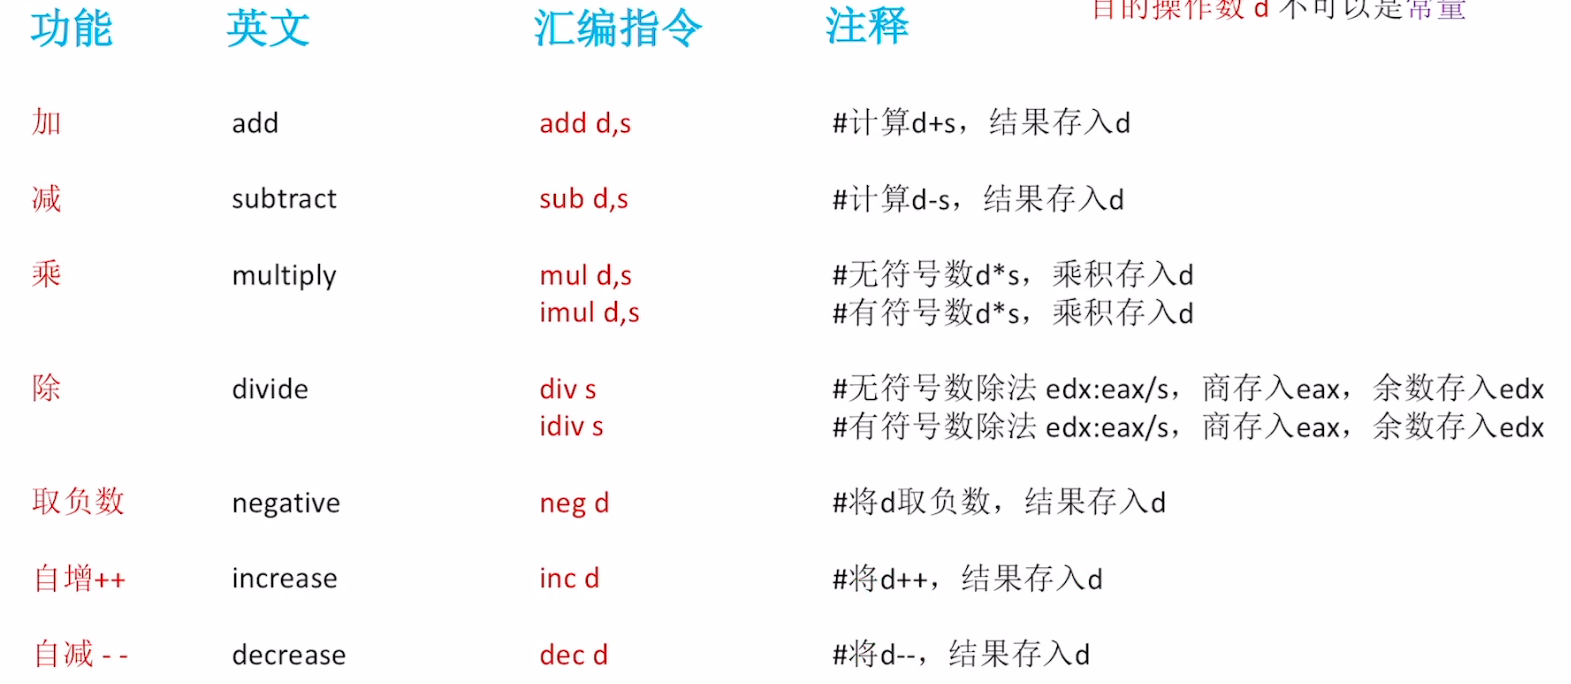 目的操作数 d 不可以是常量
功能 英文 汇编指令 注释
加 add add d,s #计算d+s，结果存入d
减 subtract sub d,s #计算d-s，结果存入d
乘 multiply mul d,s #无符号数d*s，乘积存入d
imul d,s #有符号数d*s，乘积存入d
除 divide div s #无符号数除法 edx:eax/s，商存入eax，余数存入edx
idiv s #有符号数除法 edx:eax/s，商存入eax，余数存入edx
取负数 negative neg d #将d取负数，结果存入d
自增++ increase inc d #将d++，结果存入d
自减 - - decrease dec d #将d--，结果存入d